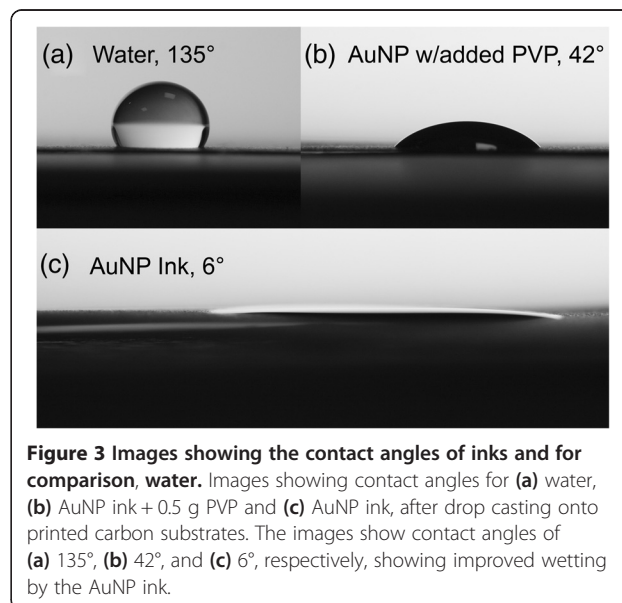 (a) Water, 135°
(b) AuNP w/added PVP, 42°
(c) AuNP Ink, 6°
Figure 3 Images showing the contact angles of inks and for
comparison, water. Images showing contact angles for (a) water,
(b) AuNP ink + 0.5 g PVP and (c) AuNP ink, after drop casting onto
printed carbon substrates. The images show contact angles of
(a) 135°, (b) 42°, and (c) 6°, respectively, showing improved wetting
by the AuNP ink.